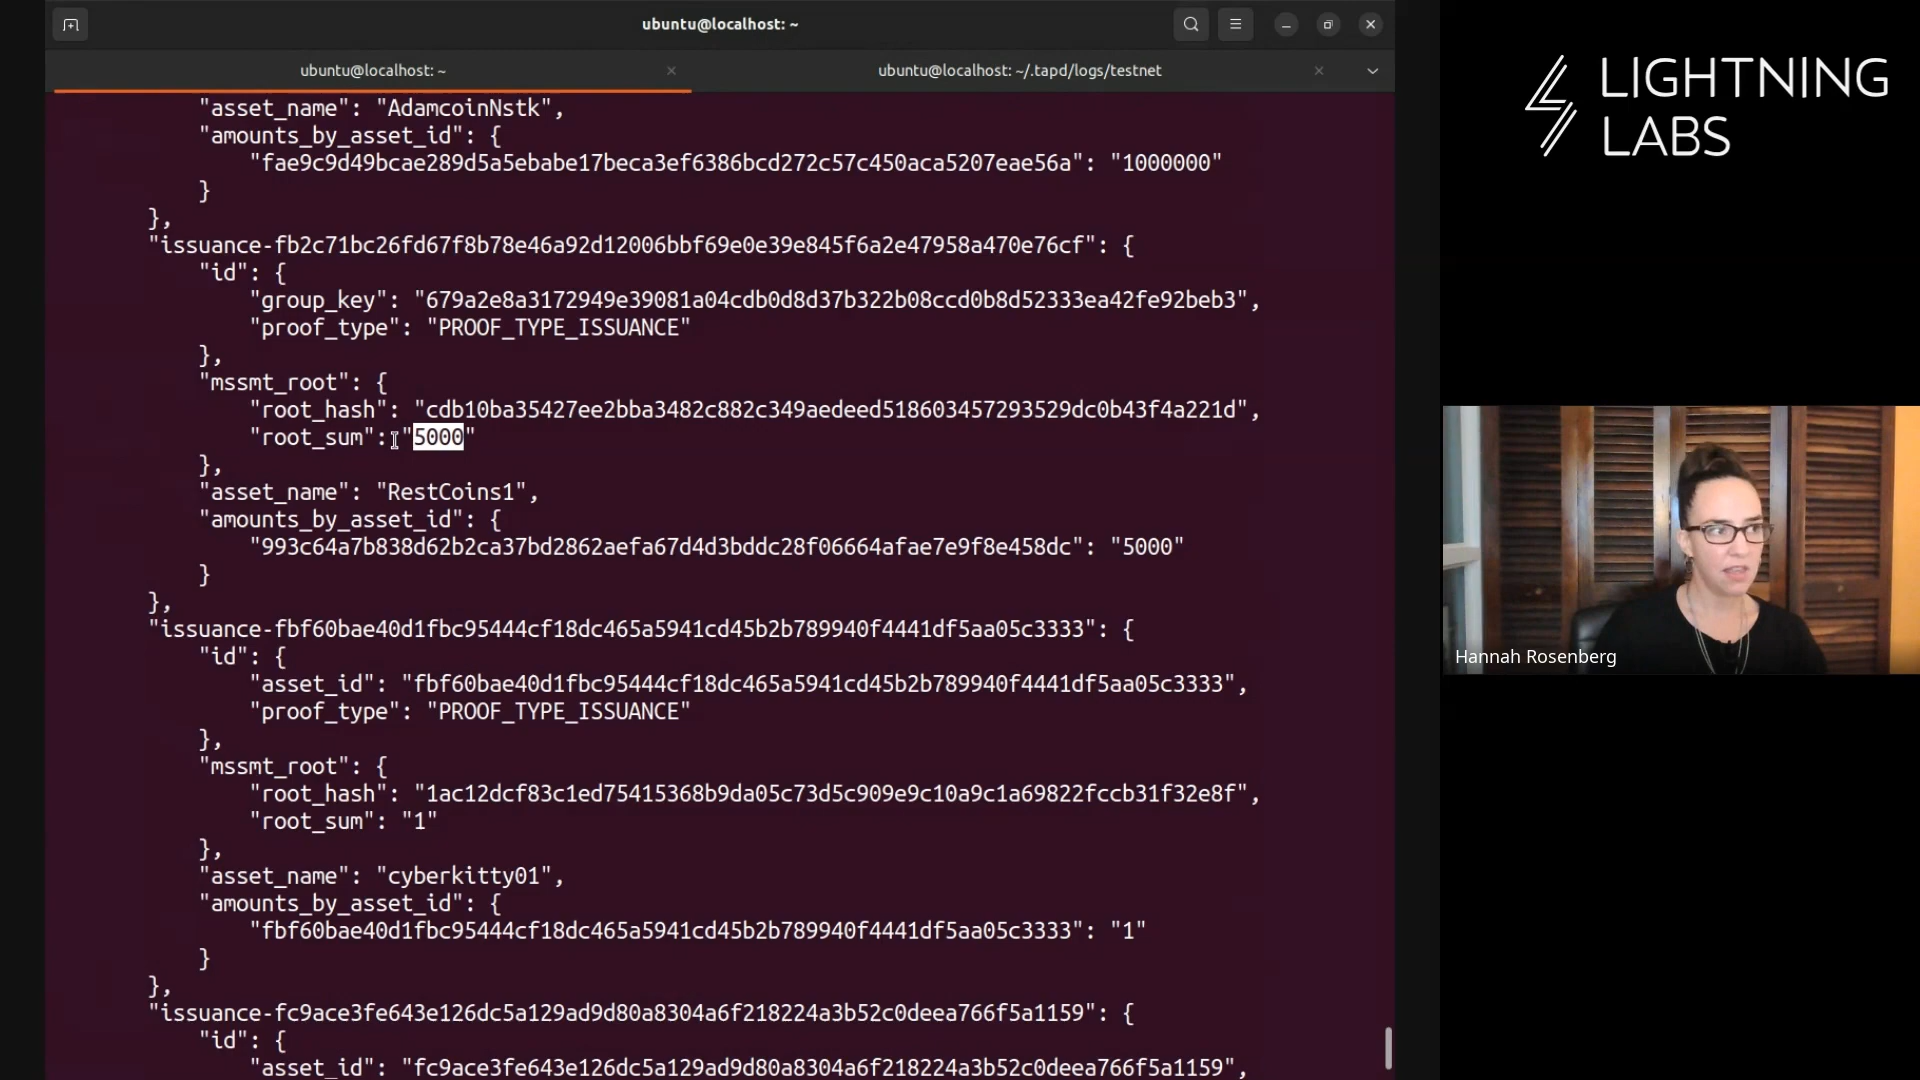 ubuntu@localhost: ~
ubuntu@localhost: ~
ubuntu@localhost: ~/.tapd/logs/testnet
"asset_name": "AdamcoinNstk",
"amounts_by_asset_id": {
"fae9c9d49bcae289d5a5ebabe17beca3ef6386bcd272c57c450aca5207eae56a": "1000000"
}
},
"issuance-fb2c71bc26fd67f8b78e46a92d12006bbf69e0e39e845f6a2e47958a470e76cf": {
"id": {
"group_key": "679a2e8a3172949e39081a04cdb0d8d37b322b08ccd0b8d52333ea42fe92beb3",
"proof_type": "PROOF_TYPE_ISSUANCE"
},
"mssmt_root": {
"root_hash": "cdb10ba35427ee2bba3482c882c349aedeed518603457293529dc0b43f4a221d",
"root_sum": "5000"
},
"asset_name": "RestCoins1",
"amounts_by_asset_id": {
"993c64a7b838d62b2ca37bd2862aefa67d4d3bddc28f06664afae7e9f8e458dc": "5000"
}
},
"issuance-fbf60bae40d1fbc95444cf18dc465a5941cd45b2b789940f4441df5aa05c3333": {
"id": {
"asset_id": "fbf60bae40d1fbc95444cf18dc465a5941cd45b2b789940f4441df5aa05c3333",
"proof_type": "PROOF_TYPE_ISSUANCE"
},
"mssmt_root": {
"root_hash": "1ac12dcf83c1ed75415368b9da05c73d5c909e9c10a9c1a69822fccb31f32e8f",
"root_sum": "1"
},
"asset_name": "cyberkitty01",
"amounts_by_asset_id": {
"fbf60bae40d1fbc95444cf18dc465a5941cd45b2b789940f4441df5aa05c3333": "1"
}
},
"issuance-fc9ace3fe643e126dc5a129ad9d80a8304a6f218224a3b52c0deea766f5a1159": {
"id": {
"asset_id": "fc9ace3fe643e126dc5a129ad9d80a8304a6f218224a3b52c0deea766f5a1159",
LIGHTNING
LABS
Hannah Rosenberg